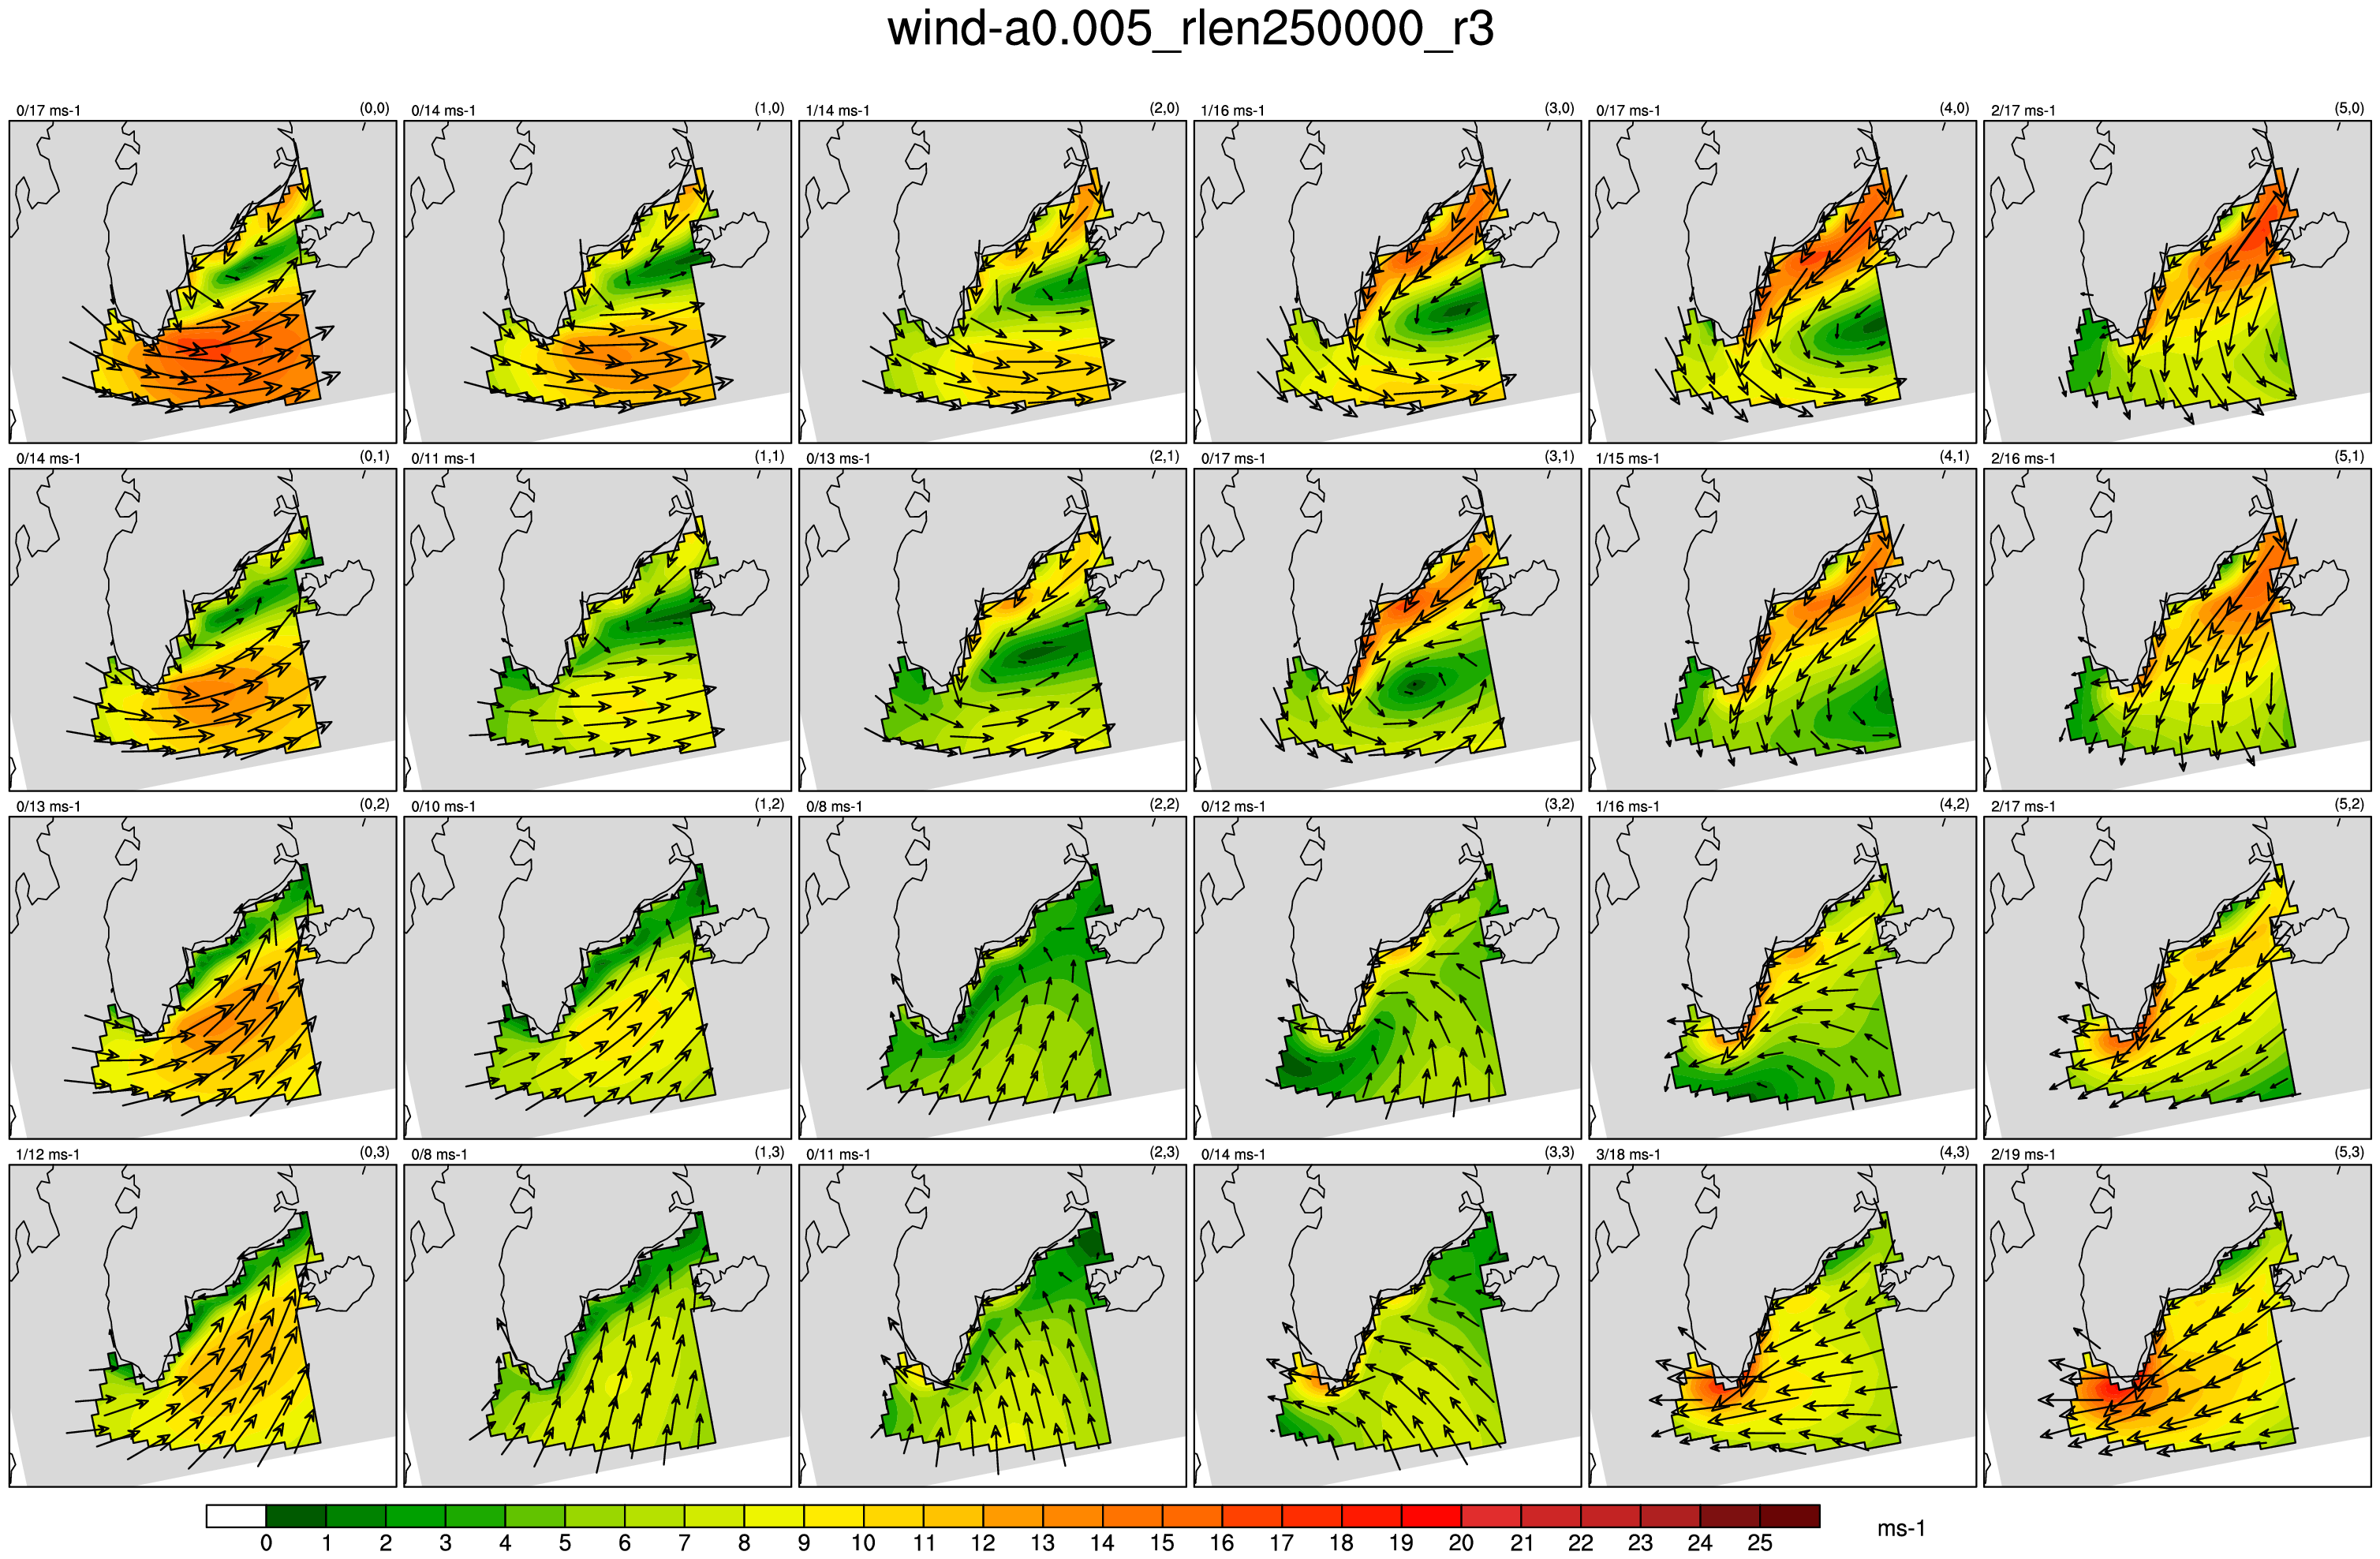 wind-a0.005_rlen250000_r3
0/17 ms-1 (0,0) 0/14 ms-1 (1,0) 1/14 ms-1 (2,0) 1/16 ms-1 (3,0) 0/17 ms-1 (4,0) 2/17 ms-1 (5,0)
0/14 ms-1 (0,1) 0/11 ms-1 (1,1) 0/13 ms-1 (2,1) 0/17 ms-1 (3,1) 1/15 ms-1 (4,1) 2/16 ms-1 (5,1)
0/13 ms-1 (0,2) 0/10 ms-1 (1,2) 0/8 ms-1 (2,2) 0/12 ms-1 (3,2) 1/16 ms-1 (4,2) 2/17 ms-1 (5,2)
1/12 ms-1 (0,3) 0/8 ms-1 (1,3) 0/11 ms-1 (2,3) 0/14 ms-1 (3,3) 3/18 ms-1 (4,3) 2/19 ms-1 (5,3)
0 1 2 3 4 5 6 7 8 9 10 11 12 13 14 15 16 17 18 19 20 21 22 23 24 25 ms-1